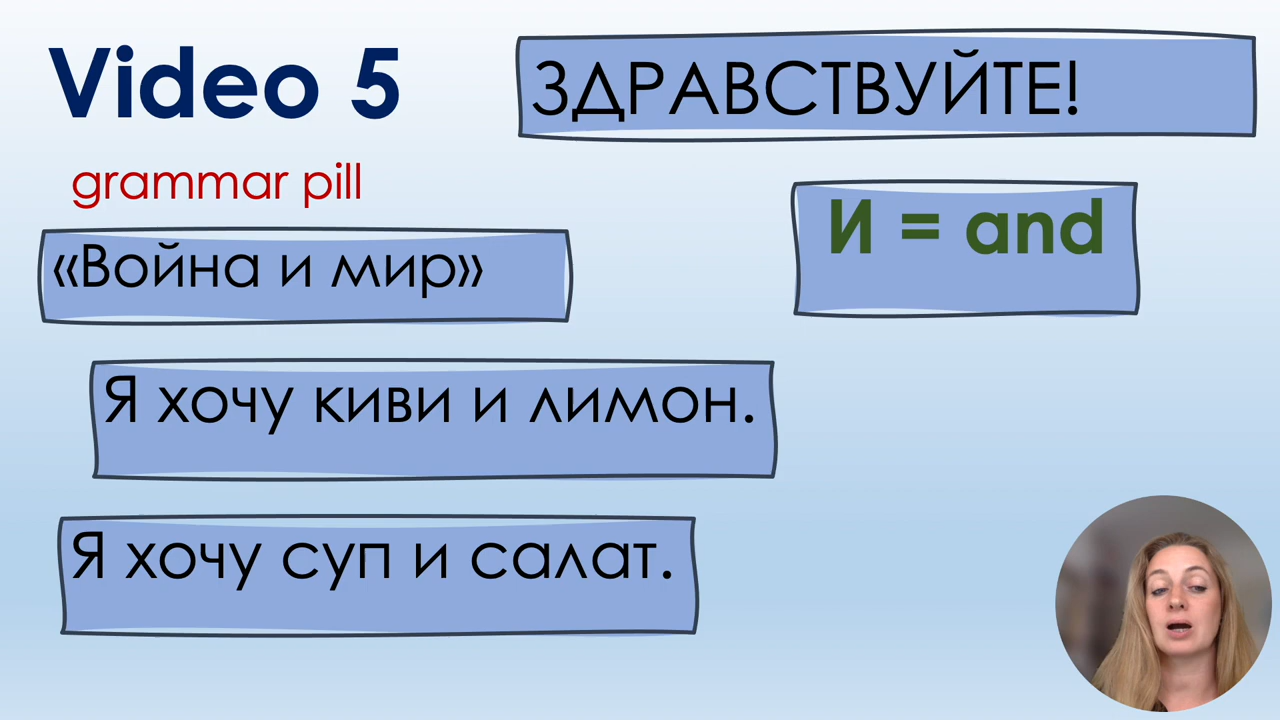 Video 5
ЗДРАВСТВУЙТЕ!
grammar pill
И = and
«Война и мир»
Я хочу киви и лимон.
Я хочу суп и салат.